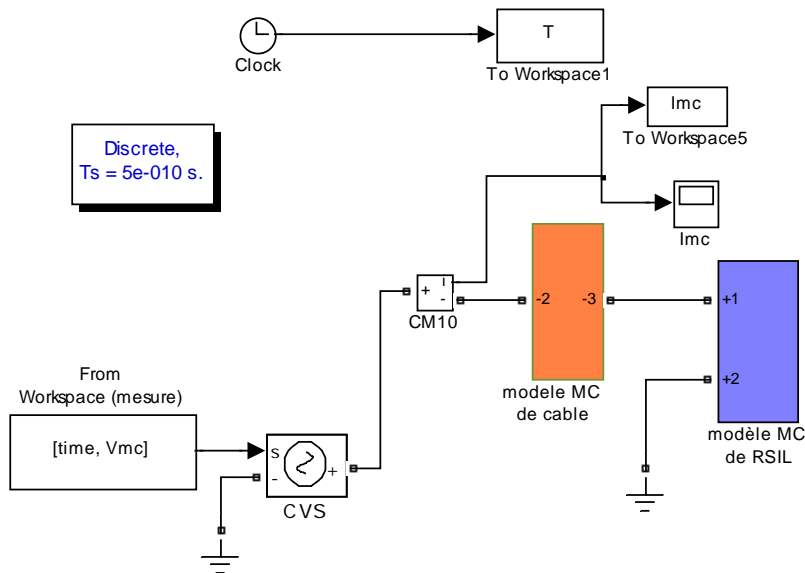 T
Clock
To Workspace1
Imc
To Workspace5
Discrete,
Ts = 5e-010 s.
Imc
+
i
-
CM10
-2
-3
+1
+2
modele MC
de cable
modèle MC
de RSIL
From
Workspace (mesure)
[time, Vmc]
s
-
+
CVS